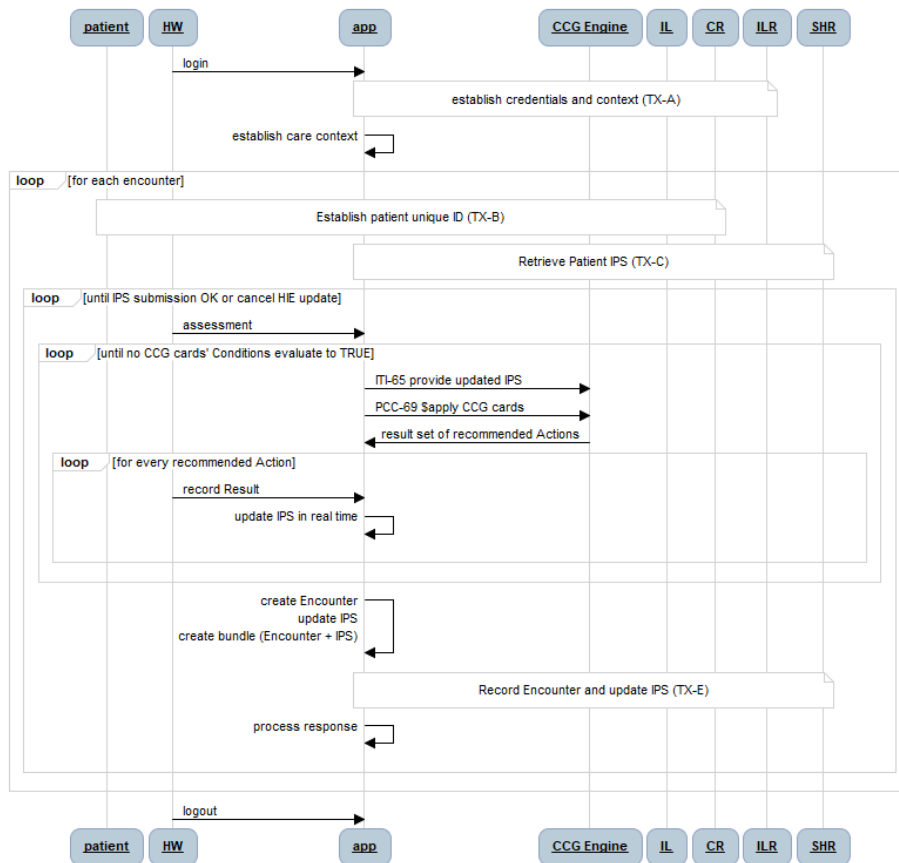 patient HW app CCG Engine IL CR ILR SHR
login
establish credentials and context (TX-A)
establish care context
loop [for each encounter]
Establish patient unique ID (TX-B)
Retrieve Patient IPS (TX-C)
loop [until IPS submission OK or cancel HIE update]
assessment
loop [until no CCG cards' Conditions evaluate to TRUE]
ITI-65 provide updated IPS
PCC-69 $apply CCG cards
result set of recommended Actions
loop [for every recommended Action]
record Result
update IPS in real time
create Encounter
update IPS
create bundle (Encounter + IPS)
Record Encounter and update IPS (TX-E)
process response
logout
patient HW app CCG Engine IL CR ILR SHR